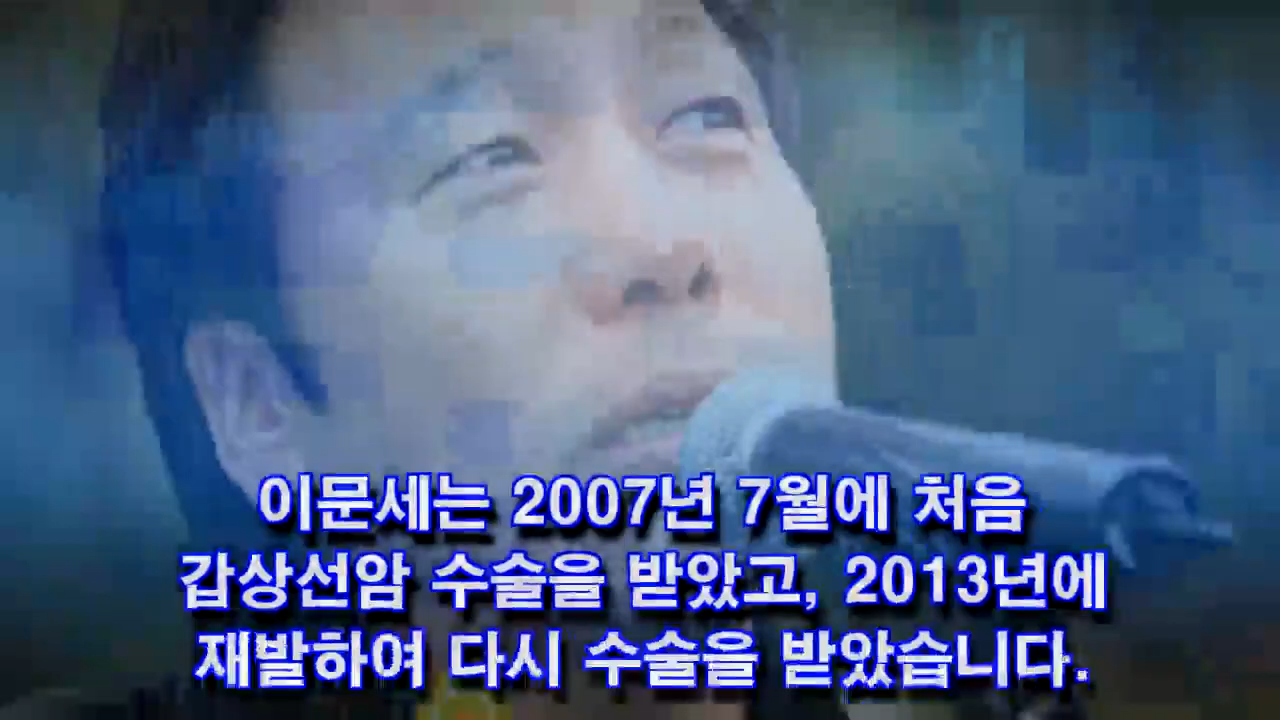 이문세는 2007년 7월에 처음
갑상선암 수술을 받았고, 2013년에
재발하여 다시 수술을 받았습니다.